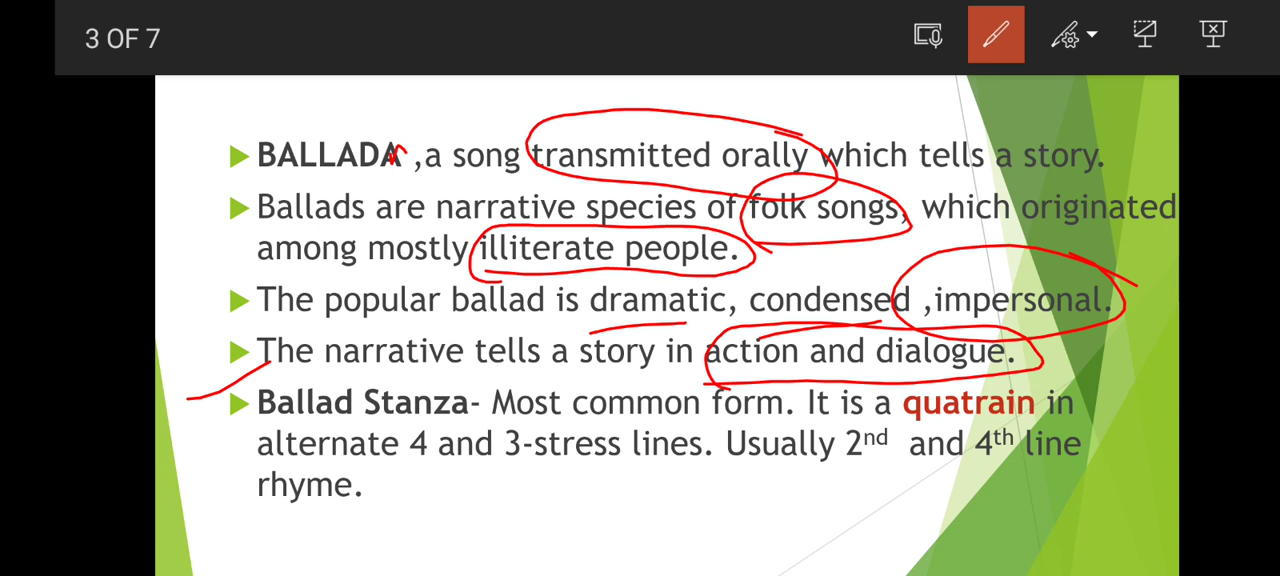 3 OF 7
BALLADA ,a song transmitted orally which tells a story.
Ballads are narrative species of folk songs, which originated
among mostly illiterate people.
The popular ballad is dramatic, condensed ,impersonal.
The narrative tells a story in action and dialogue.
Ballad Stanza- Most common form. It is a quatrain in
alternate 4 and 3-stress lines. Usually 2nd and 4th line
rhyme.